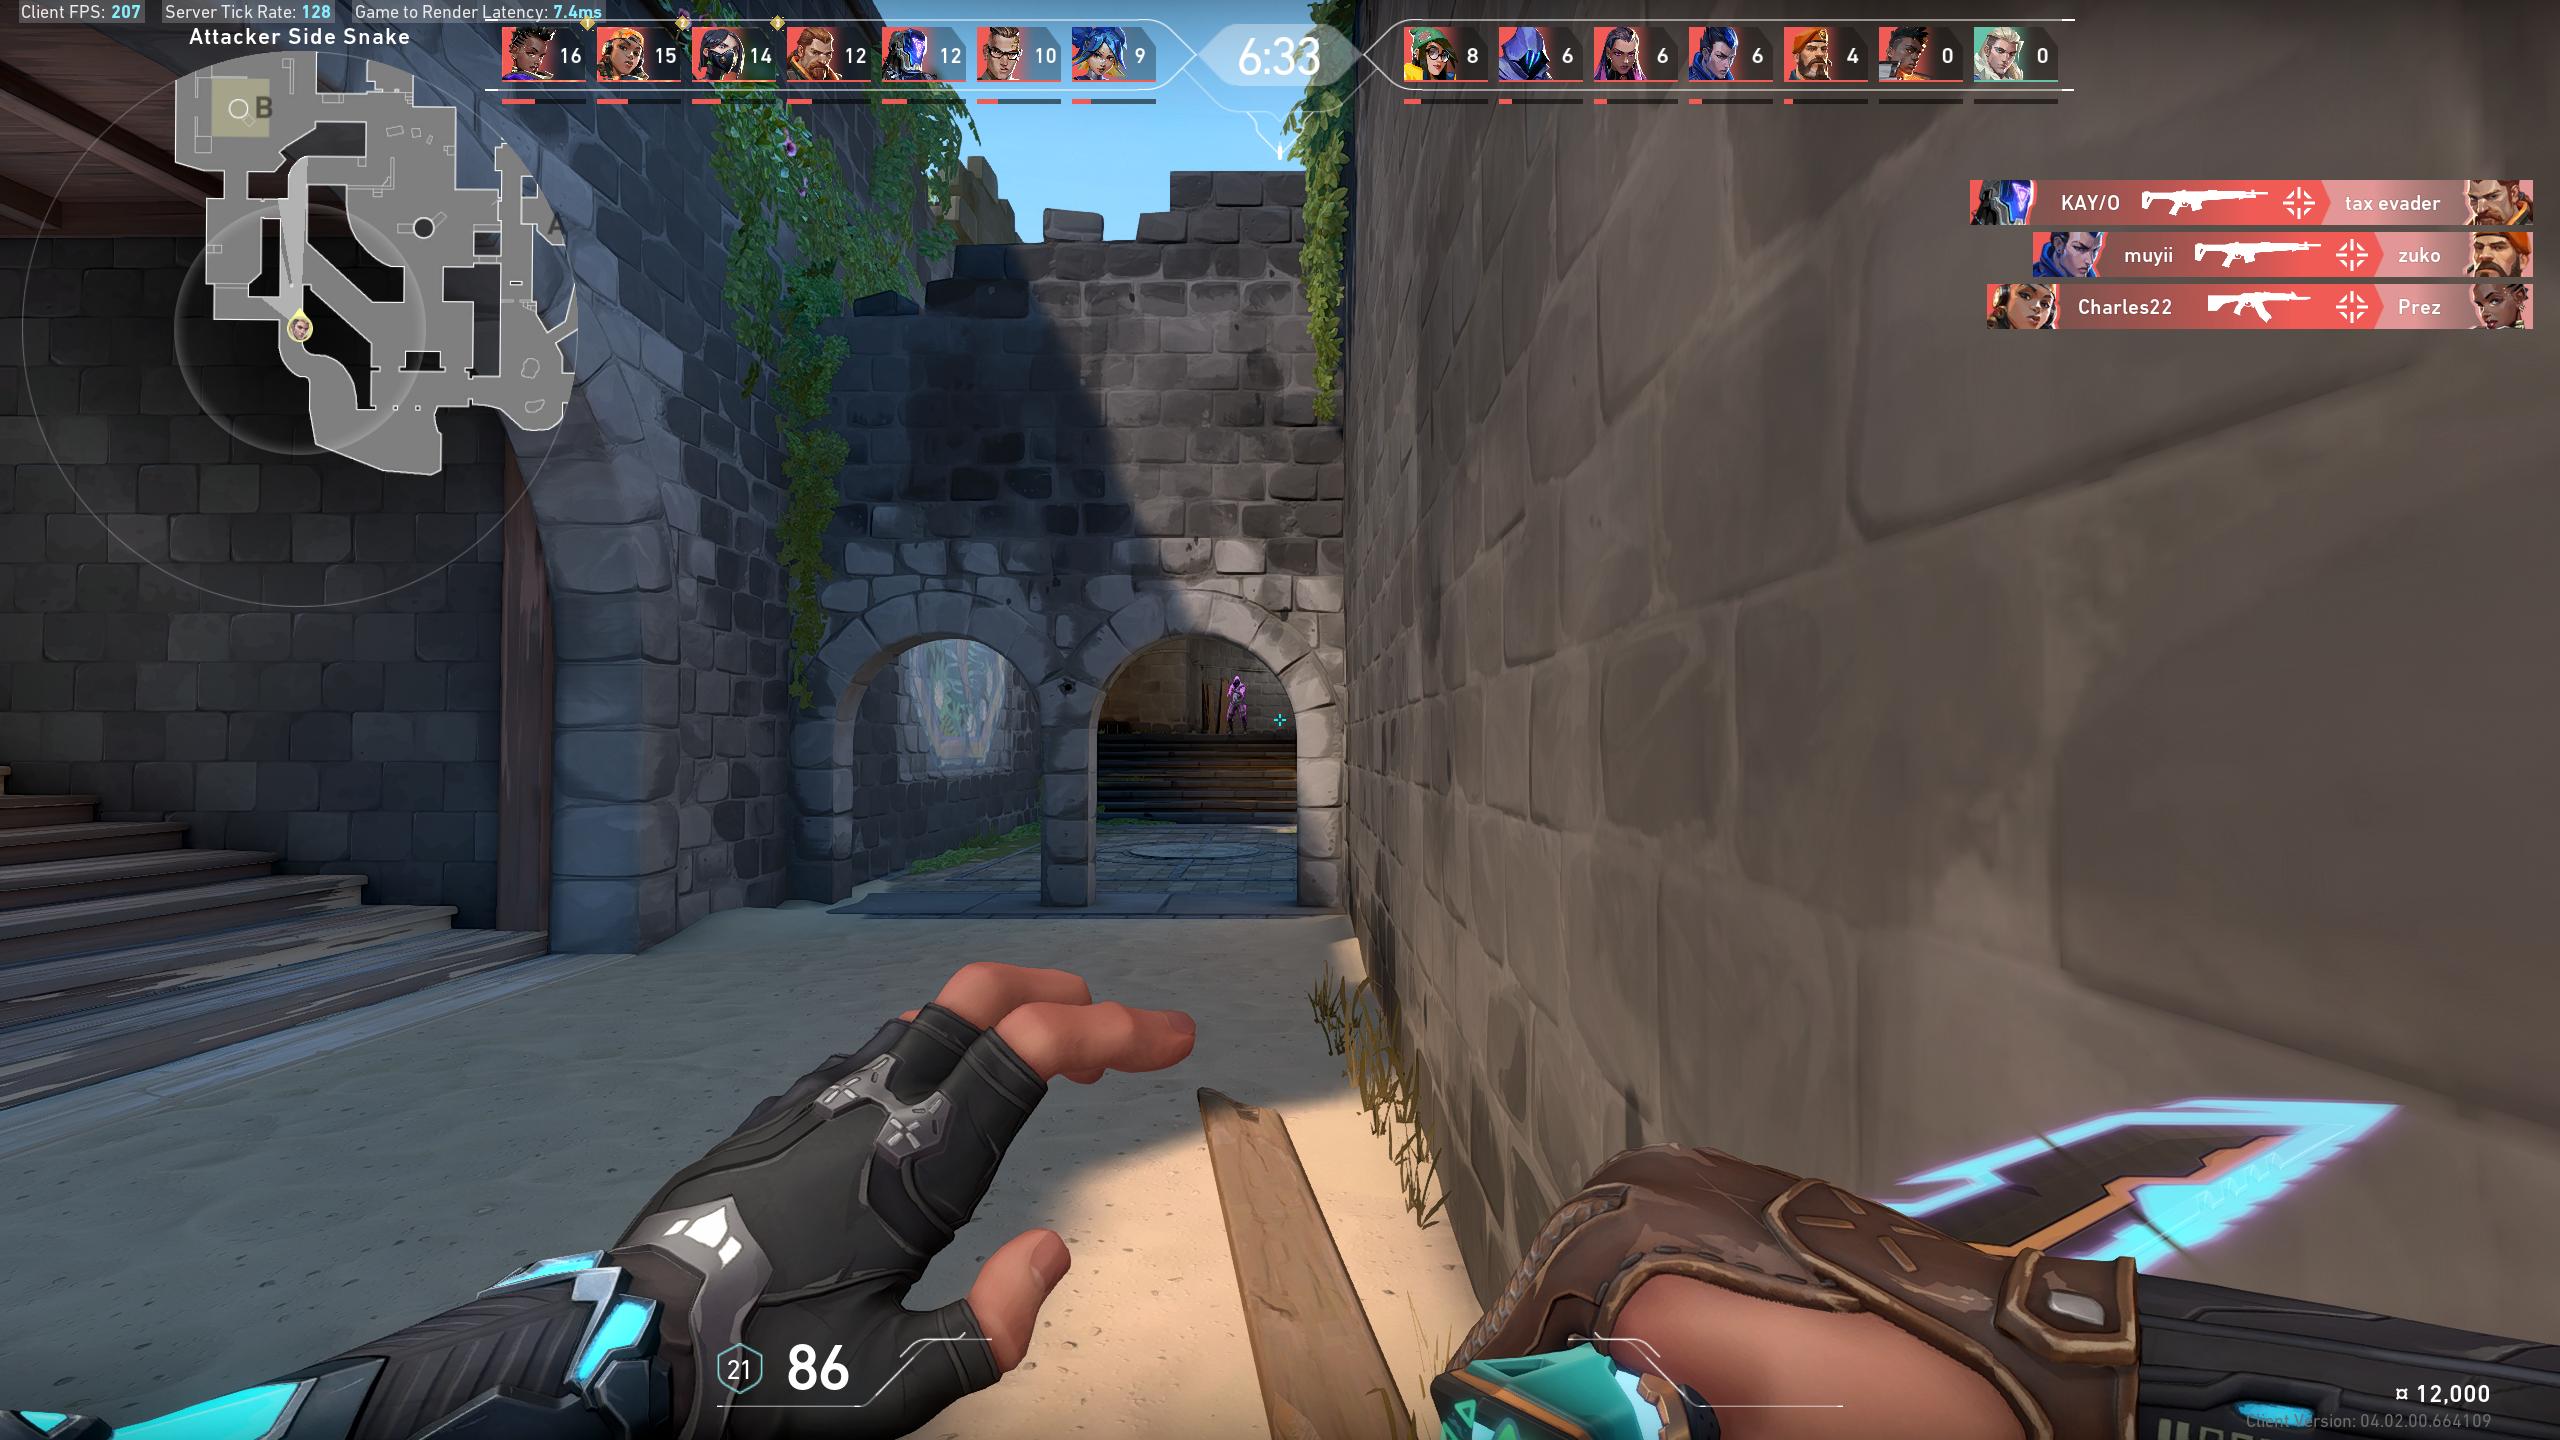 Client FPS: 207 Server Tick Rate: 128 Game to Render Latency: 7.4ms
Attacker Side Snake
16 15 14 12 12 10 9 6:33 8 6 6 6 4 0 0
B
A
KAY/O tax evader
muyii zuko
Charles22 Prez
21 86
¤ 12,000
Client Version: 04.02.00.664109